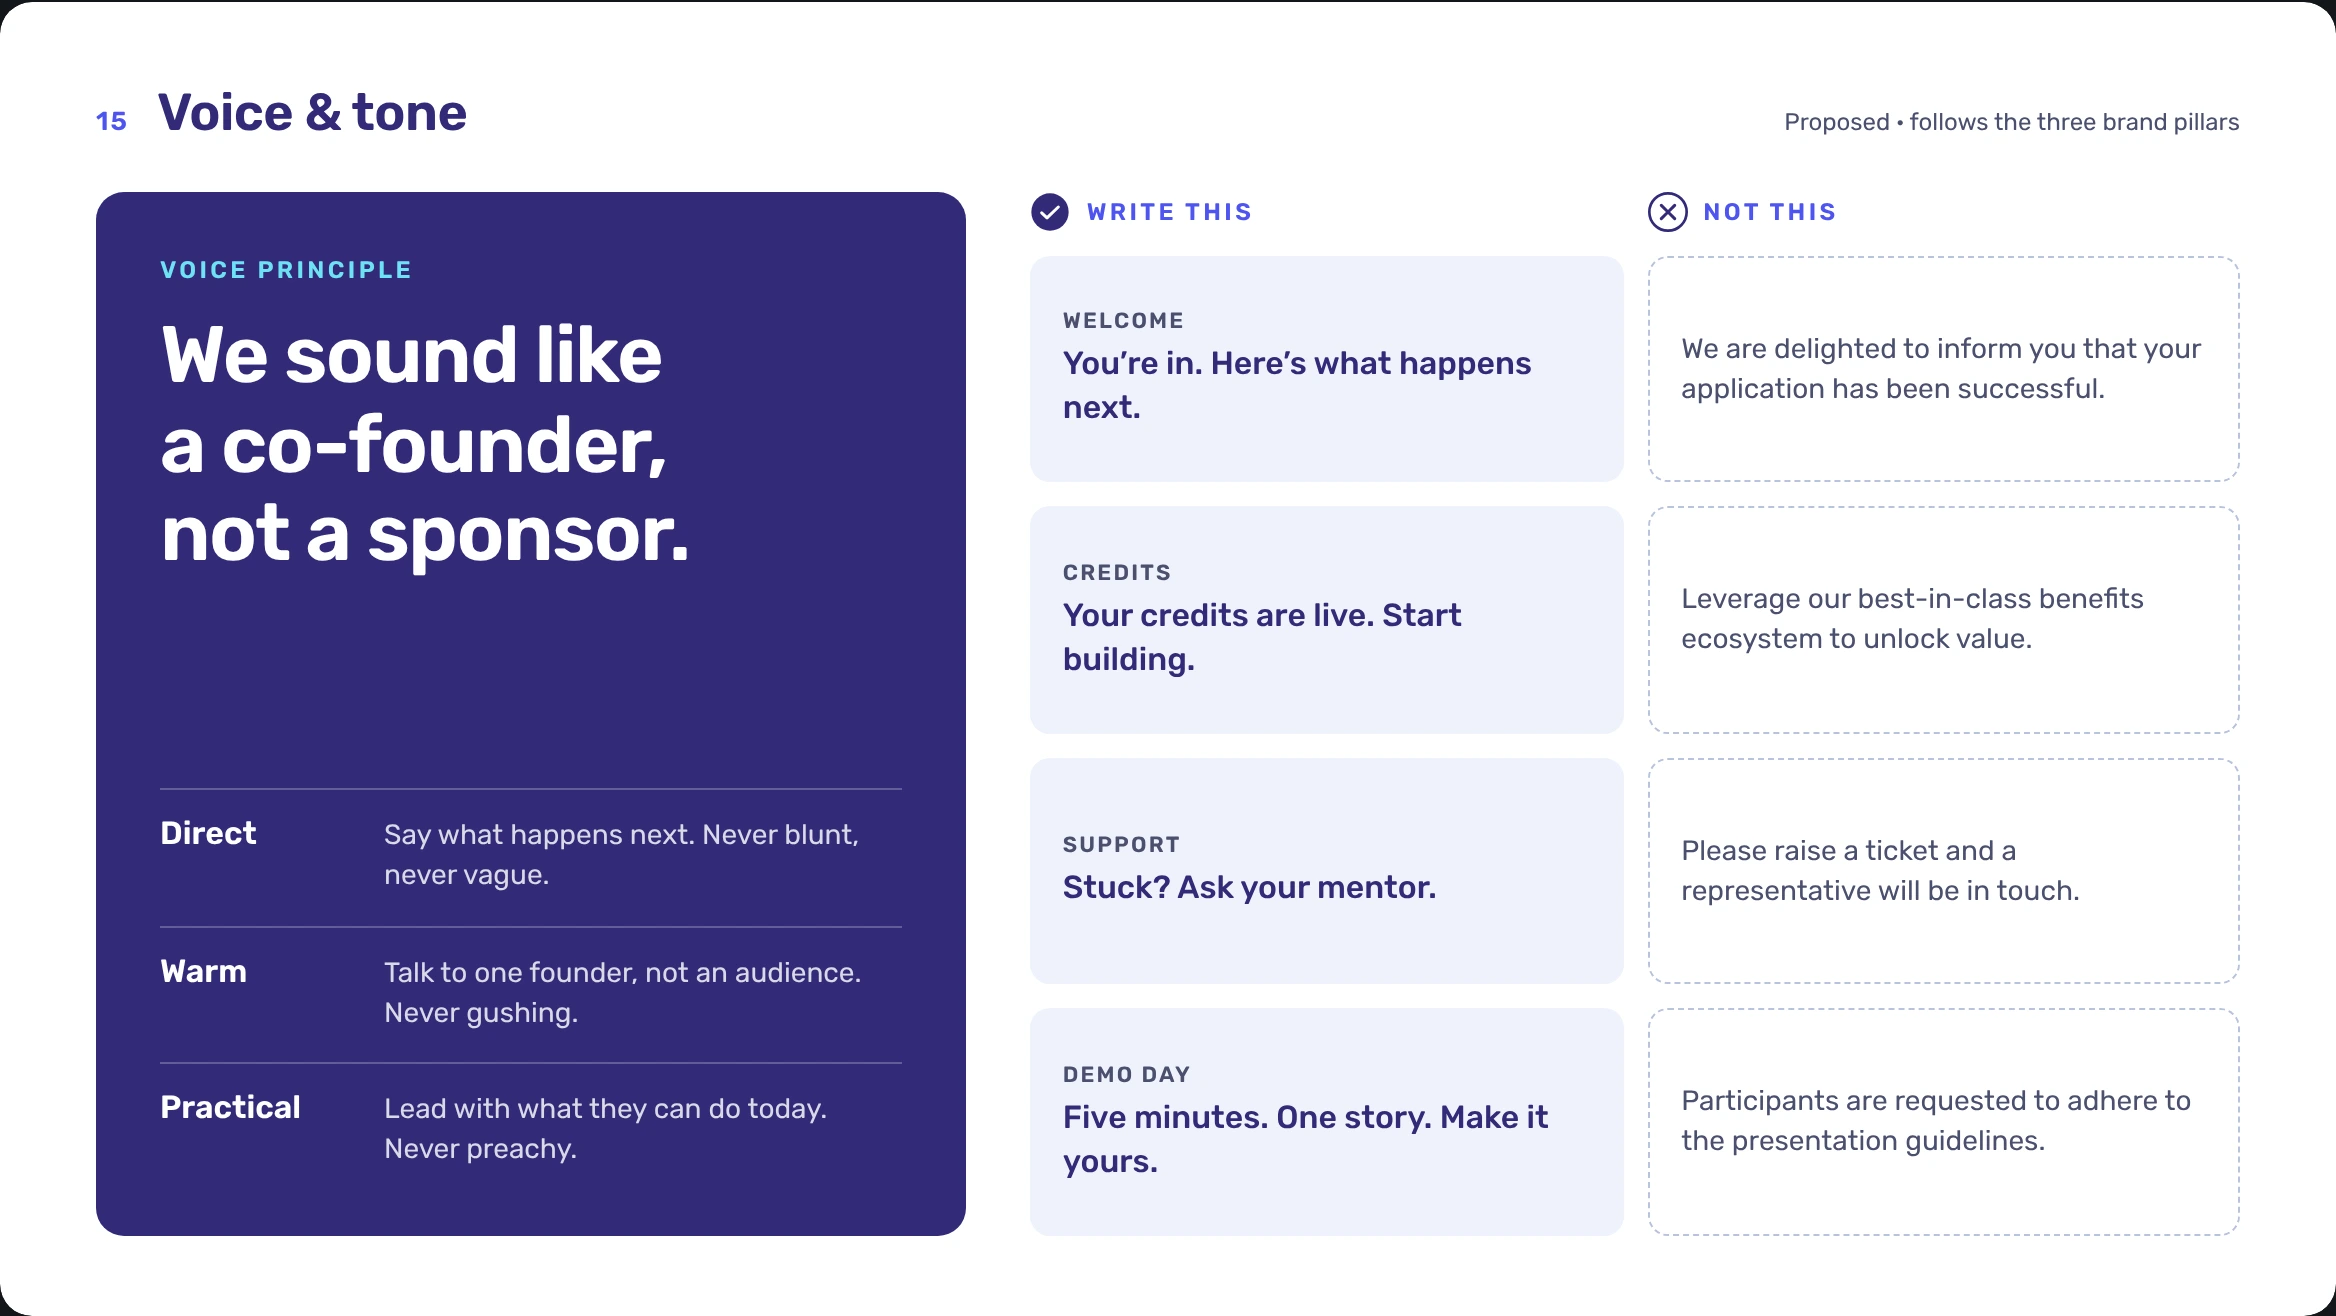 15 Voice & tone
Proposed • follows the three brand pillars
VOICE PRINCIPLE
We sound like
a co-founder,
not a sponsor.
Direct
Say what happens next. Never blunt,
never vague.
Warm
Talk to one founder, not an audience.
Never gushing.
Practical
Lead with what they can do today.
Never preachy.
WRITE THIS
NOT THIS
WELCOME
You’re in. Here’s what happens
next.
We are delighted to inform you that your
application has been successful.
CREDITS
Your credits are live. Start
building.
Leverage our best-in-class benefits
ecosystem to unlock value.
SUPPORT
Stuck? Ask your mentor.
Please raise a ticket and a
representative will be in touch.
DEMO DAY
Five minutes. One story. Make it
yours.
Participants are requested to adhere to
the presentation guidelines.